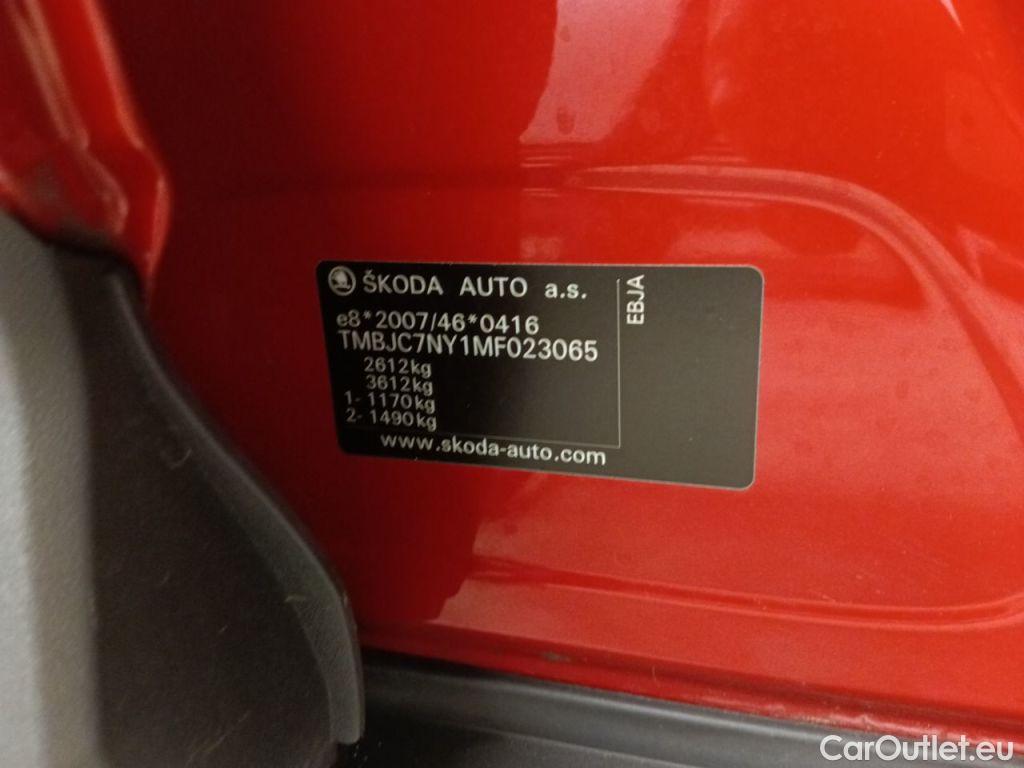 ŠKODA AUTO a.s.
e8*2007/46*0416
TMBJC7NY1MF023065
2612kg
3612kg
1- 1170kg
2- 1490kg
www.skoda-auto.com
EBJA
CarOutlet.eu